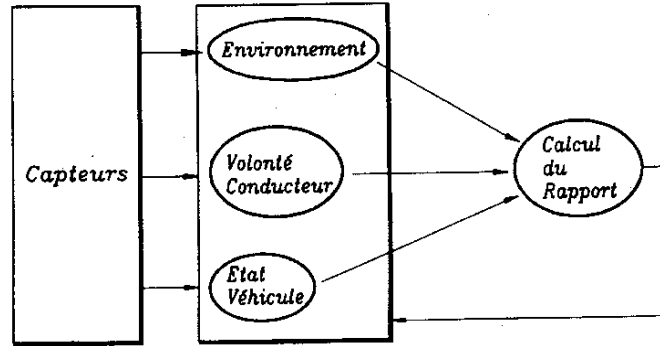 Capteurs
Environnement
Volonté
Conducteur
Etat
Véhicule
Calcul
du
Rapport